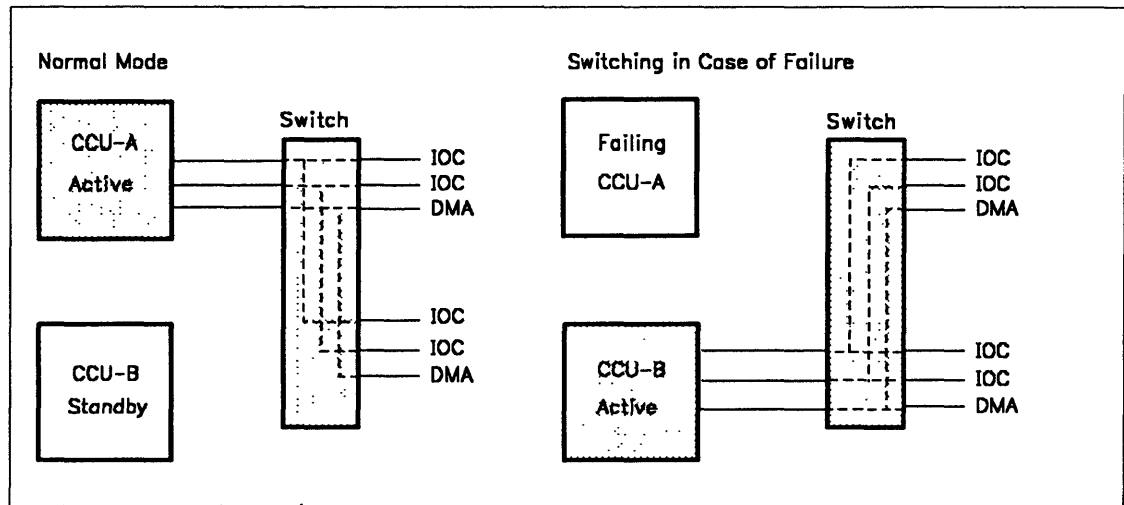 Normal Mode
CCU-A
Active
Switch
IOC
IOC
DMA
IOC
IOC
DMA
CCU-B
Standby
Switching in Case of Failure
Failing
CCU-A
Switch
IOC
IOC
DMA
CCU-B
Active
IOC
IOC
DMA